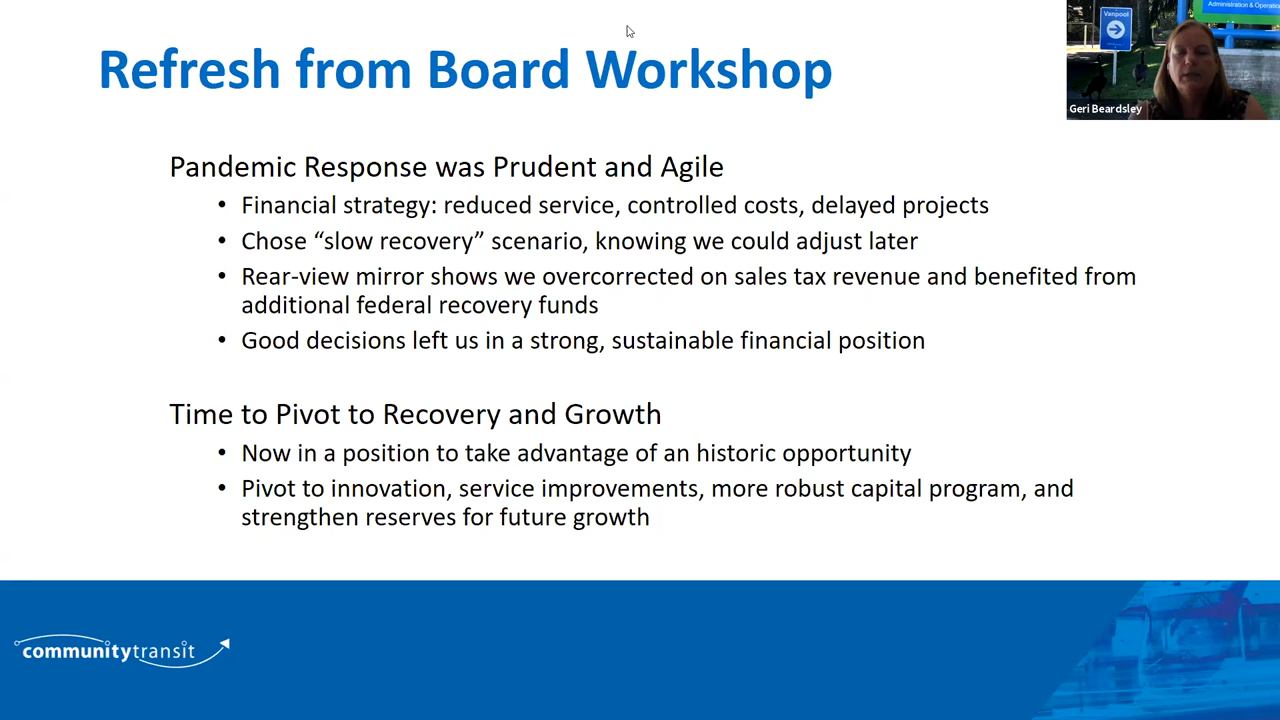 Refresh from Board Workshop
Vanpool
Administration & Operation
Geri Beardsley
Pandemic Response was Prudent and Agile
• Financial strategy: reduced service, controlled costs, delayed projects
• Chose “slow recovery” scenario, knowing we could adjust later
• Rear-view mirror shows we overcorrected on sales tax revenue and benefited from
additional federal recovery funds
• Good decisions left us in a strong, sustainable financial position
Time to Pivot to Recovery and Growth
• Now in a position to take advantage of an historic opportunity
• Pivot to innovation, service improvements, more robust capital program, and
strengthen reserves for future growth
communitytransit